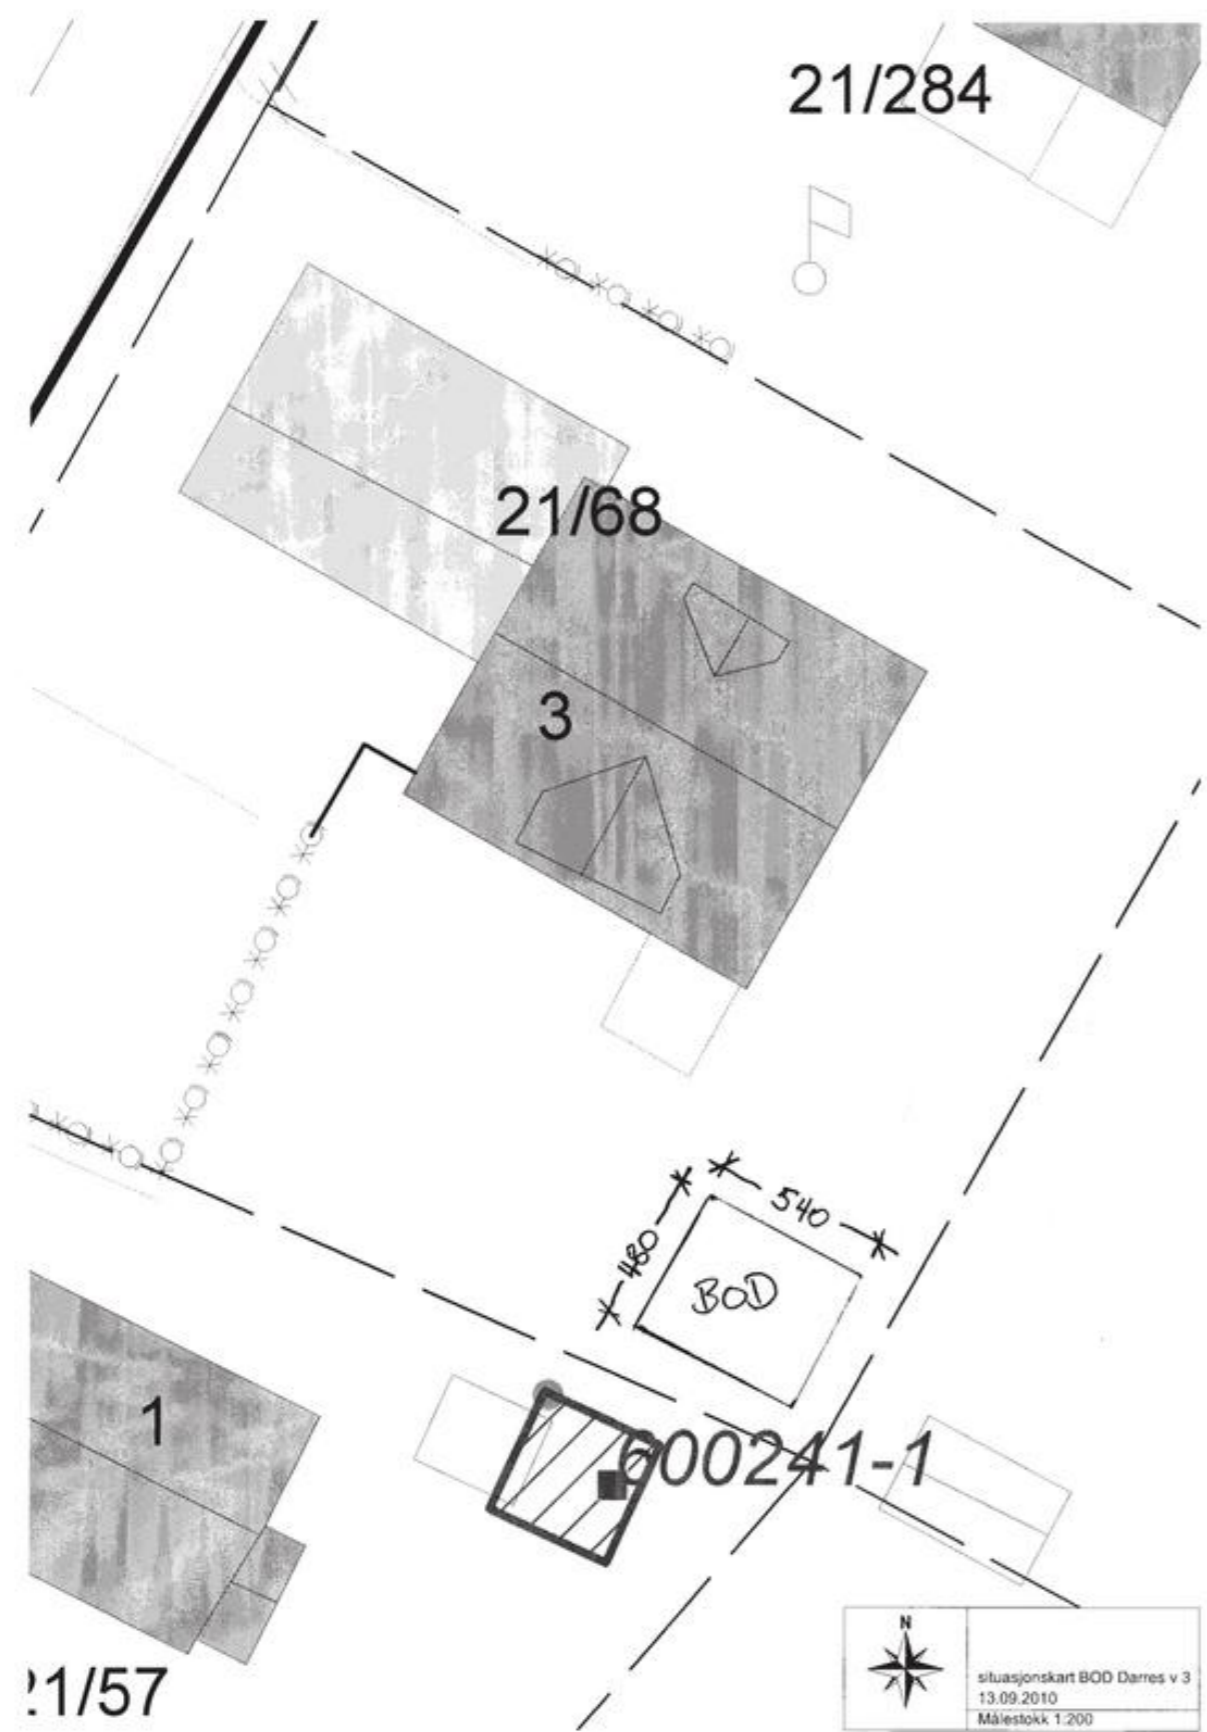 21/284
21/68
3
540
480
BOD
1
600241-1
21/57
N
situasjonskart BOD Darres v 3
13.09.2010
Målestokk 1:200